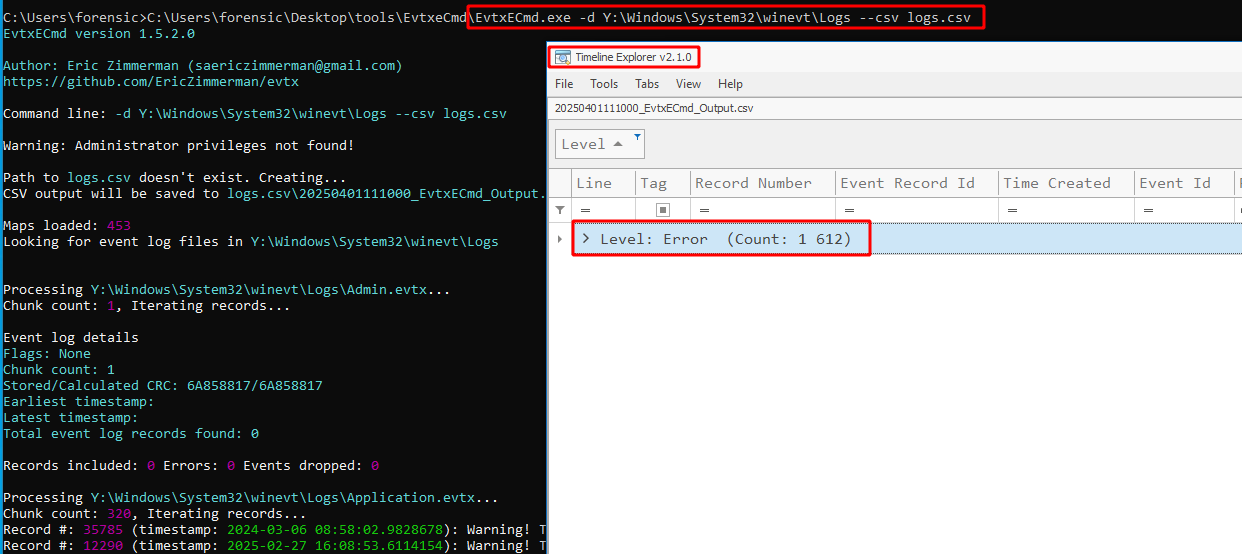 C:\Users\forensic>C:\Users\forensic\Desktop\tools\EvtxeCmd\EvtxECmd.exe -d Y:\Windows\System32\winevt\Logs --csv logs.csv
EvtxECmd version 1.5.2.0
Author: Eric Zimmerman (saericzimmerman@gmail.com)
https://github.com/EricZimmerman/evtx
Command line: -d Y:\Windows\System32\winevt\Logs --csv logs.csv
Warning: Administrator privileges not found!
Path to logs.csv doesn't exist. Creating...
CSV output will be saved to logs.csv\20250401111000_EvtxECmd_Output.
Maps loaded: 453
Looking for event log files in Y:\Windows\System32\winevt\Logs
Processing Y:\Windows\System32\winevt\Logs\Admin.evtx...
Chunk count: 1, Iterating records...
Event log details
Flags: None
Chunk count: 1
Stored/Calculated CRC: 6A858817/6A858817
Earliest timestamp:
Latest timestamp:
Total event log records found: 0
Records included: 0 Errors: 0 Events dropped: 0
Processing Y:\Windows\System32\winevt\Logs\Application.evtx...
Chunk count: 320, Iterating records...
Record #: 35785 (timestamp: 2024-03-06 08:58:02.9828678): Warning! T
Record #: 12290 (timestamp: 2025-02-27 16:08:53.6114154): Warning! T
Timeline Explorer v2.1.0
File Tools Tabs View Help
20250401111000_EvtxECmd_Output.csv
Level
Line Tag Record Number Event Record Id Time Created Event Id
= = = = =
Level: Error (Count: 1 612)